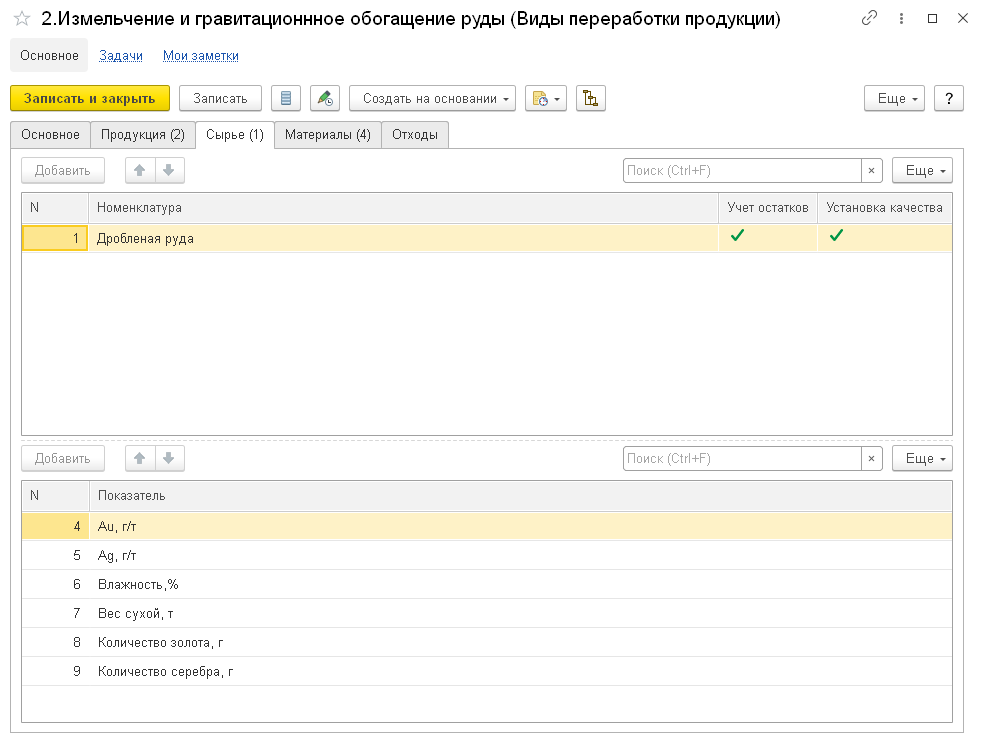 2.Измельчение и гравитационнное обогащение руды (Виды переработки продукции)
Основное Задачи Мои заметки
Записать и закрыть Записать Создать на основании Еще ?
Основное Продукция (2) Сырье (1) Материалы (4) Отходы
Добавить Поиск (Ctrl+F) × Еще
N Номенклатура Учет остатков Установка качества
1 Дробленая руда
Добавить Поиск (Ctrl+F) × Еще
N Показатель
4 Au, г/т
5 Ag, г/т
6 Влажность,%
7 Вес сухой, т
8 Количество золота, г
9 Количество серебра, г